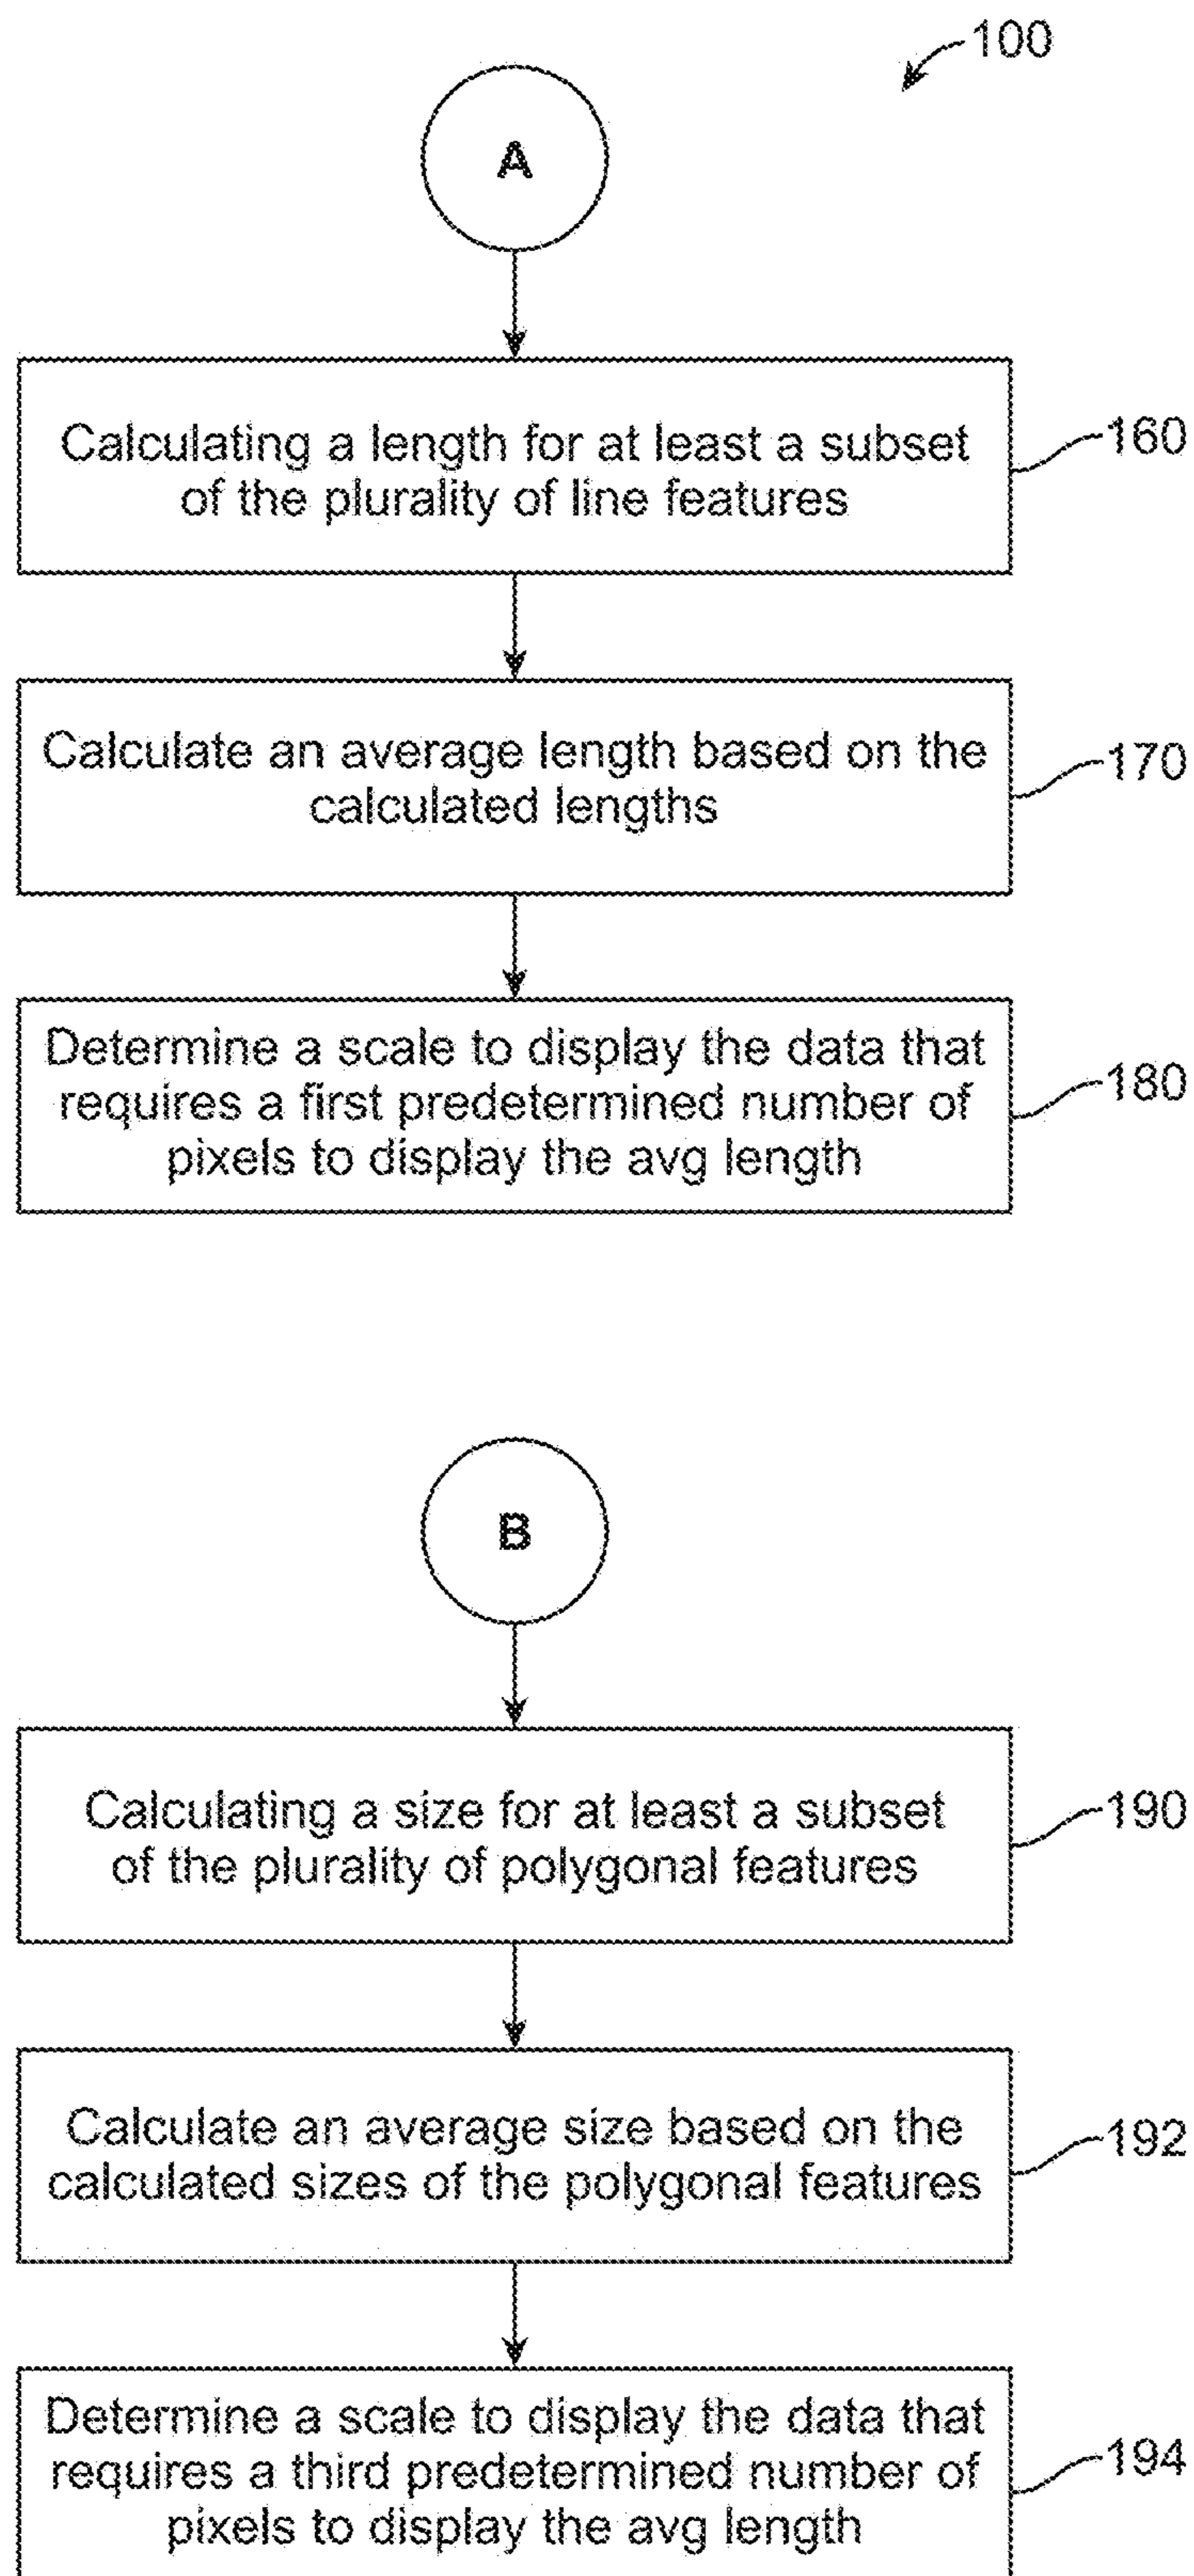 100
A
Calculating a length for at least a subset
of the plurality of line features
160
Calculate an average length based on the
calculated lengths
170
Determine a scale to display the data that
requires a first predetermined number of
pixels to display the avg length
180
B
Calculating a size for at least a subset
of the plurality of polygonal features
190
Calculate an average size based on the
calculated sizes of the polygonal features
192
Determine a scale to display the data that
requires a third predetermined number of
pixels to display the avg length
194